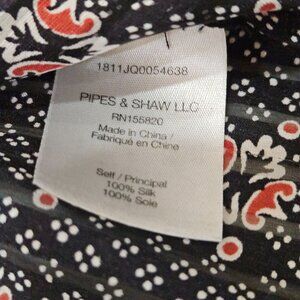 1811JQ0054638
PIPES & SHAW LLC
RN155820
Made in China /
Fabriqué en Chine
Self / Principal
100% Silk
100% Soie